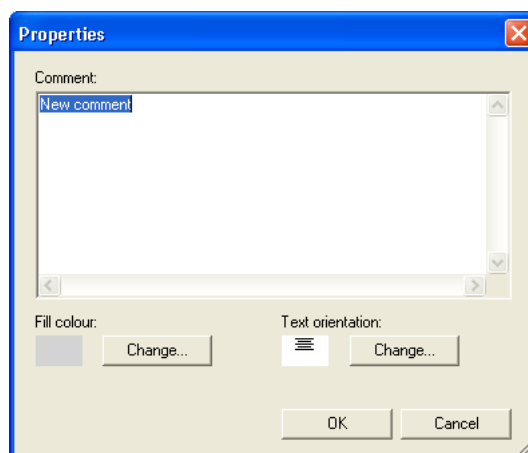 Properties
Comment:
New comment
Fill colour:
Text orientation:
Change...
Change...
OK
Cancel